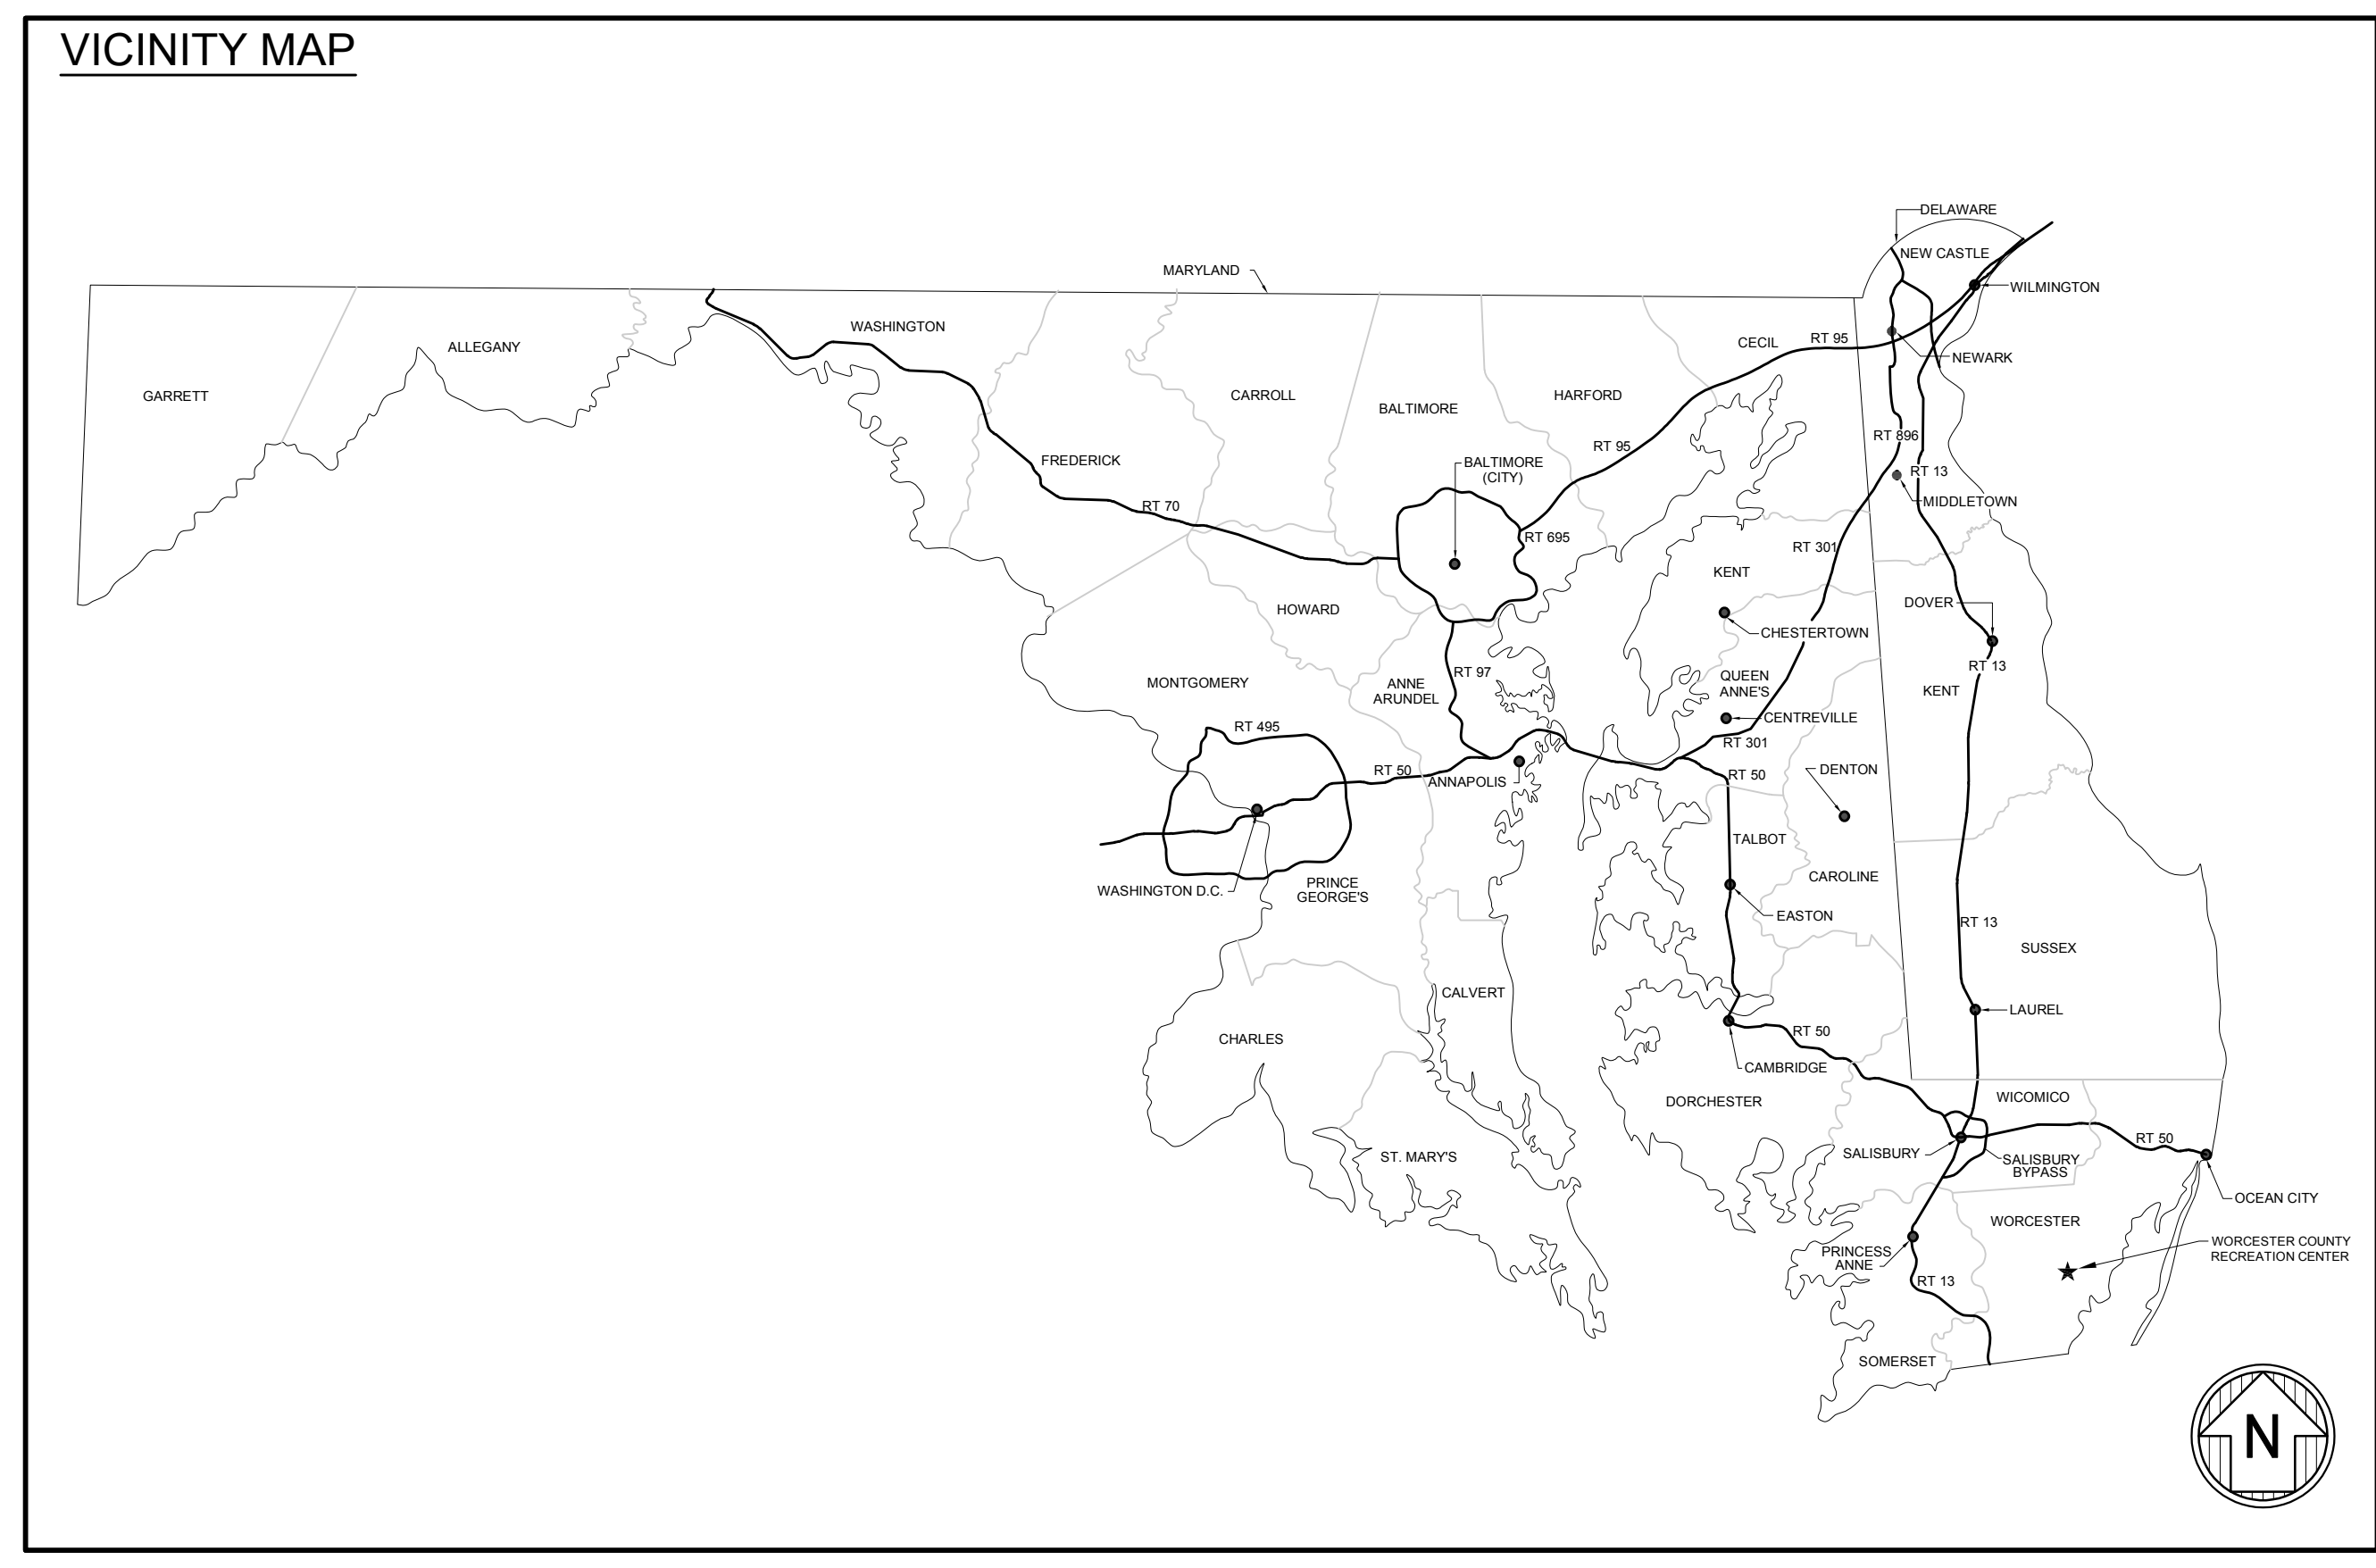 VICINITY MAP
DELAWARE
NEW CASTLE
MARYLAND
WILMINGTON
WASHINGTON
RT 95
CECIL
ALLEGANY
NEWARK
GARRETT
CARROLL
HARFORD
BALTIMORE
RT 896
RT 95
FREDERICK
BALTIMORE
(CITY)
RT 13
MIDDLETOWN
RT 70
RT 695
RT 301
KENT
DOVER
HOWARD
CHESTERTOWN
RT 13
RT 97
QUEEN
ANNE'S
MONTGOMERY
ANNE
ARUNDEL
KENT
CENTREVILLE
RT 495
RT 301
RT 50
DENTON
RT 50
ANNAPOLIS
TALBOT
CAROLINE
WASHINGTON D.C.
PRINCE
GEORGE'S
EASTON
RT 13
SUSSEX
CALVERT
LAUREL
RT 50
CHARLES
CAMBRIDGE
WICOMICO
DORCHESTER
RT 50
SALISBURY
ST. MARY'S
SALISBURY
BYPASS
OCEAN CITY
WORCESTER
WORCESTER COUNTY
RECREATION CENTER
PRINCESS
ANNE
RT 13
SOMERSET
N